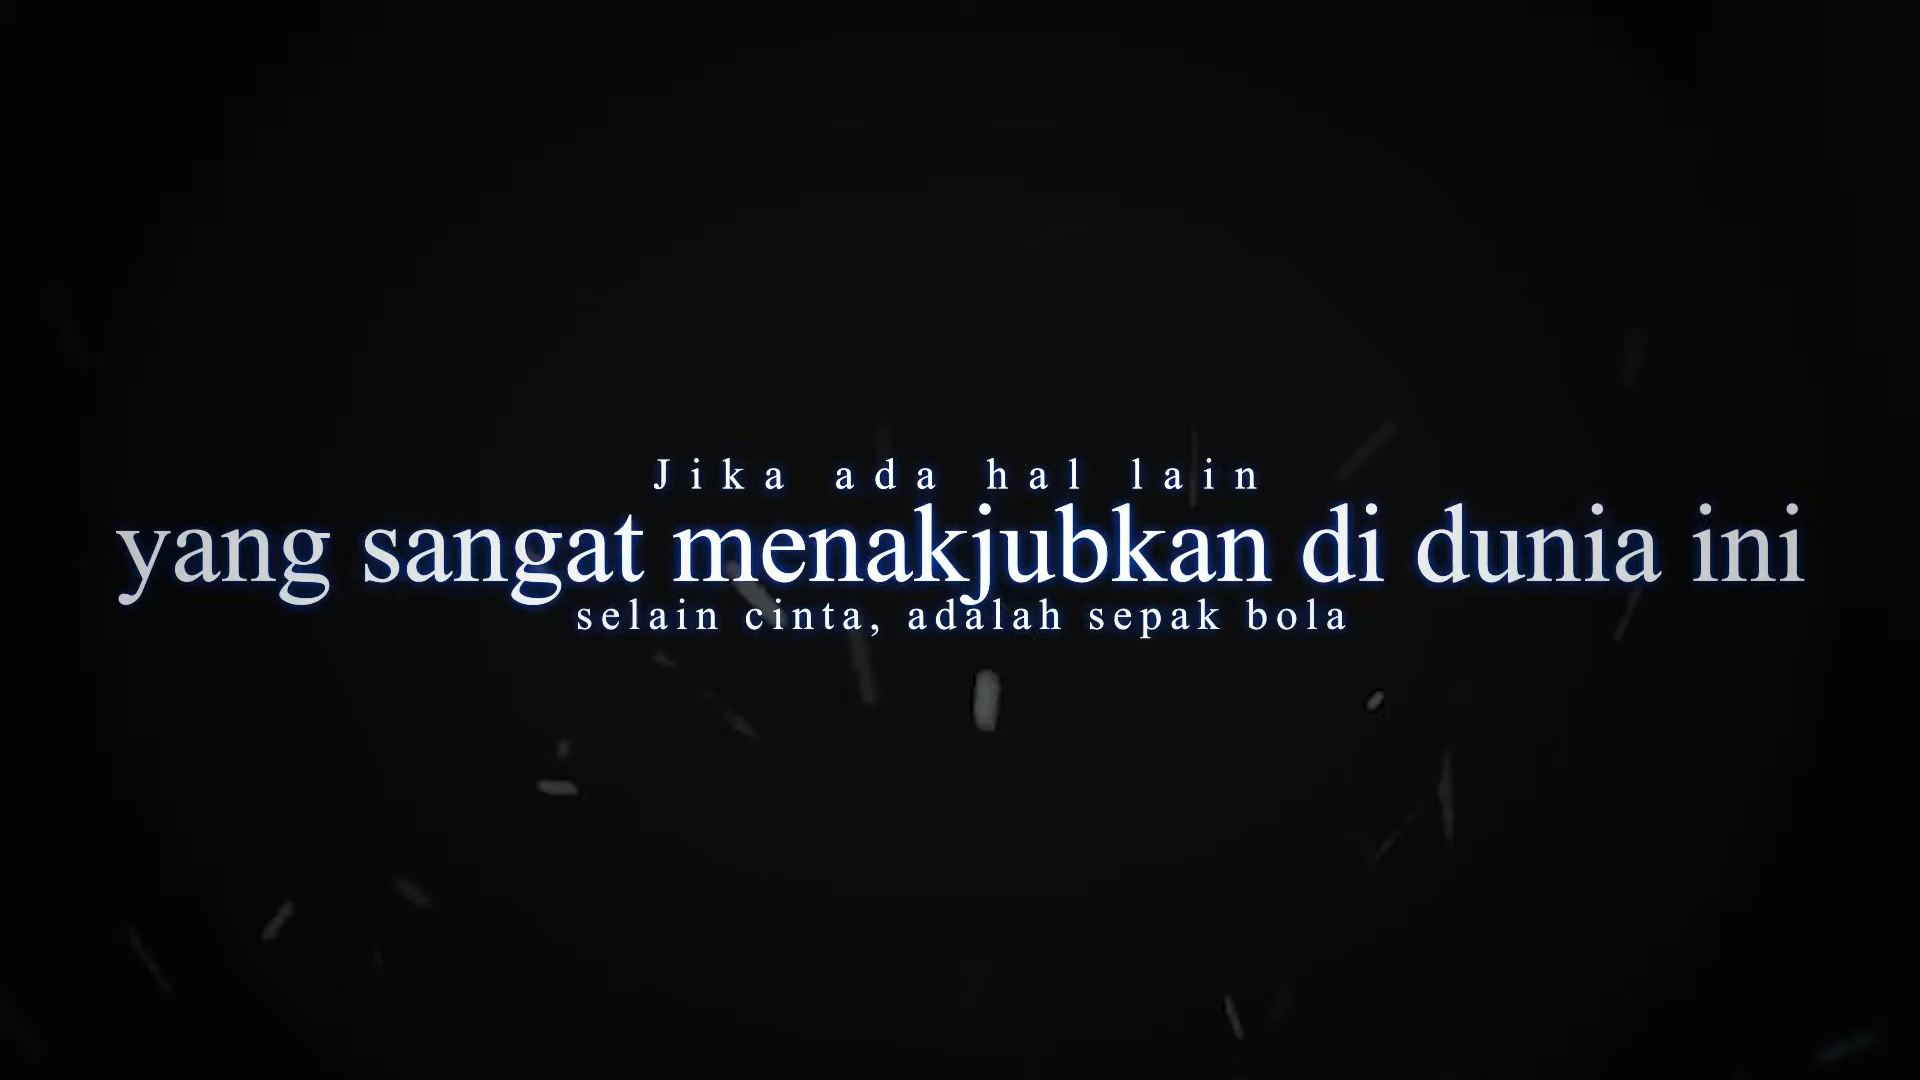 Jika ada hal lain
yang sangat menakjubkan di dunia ini
selain cinta, adalah sepak bola